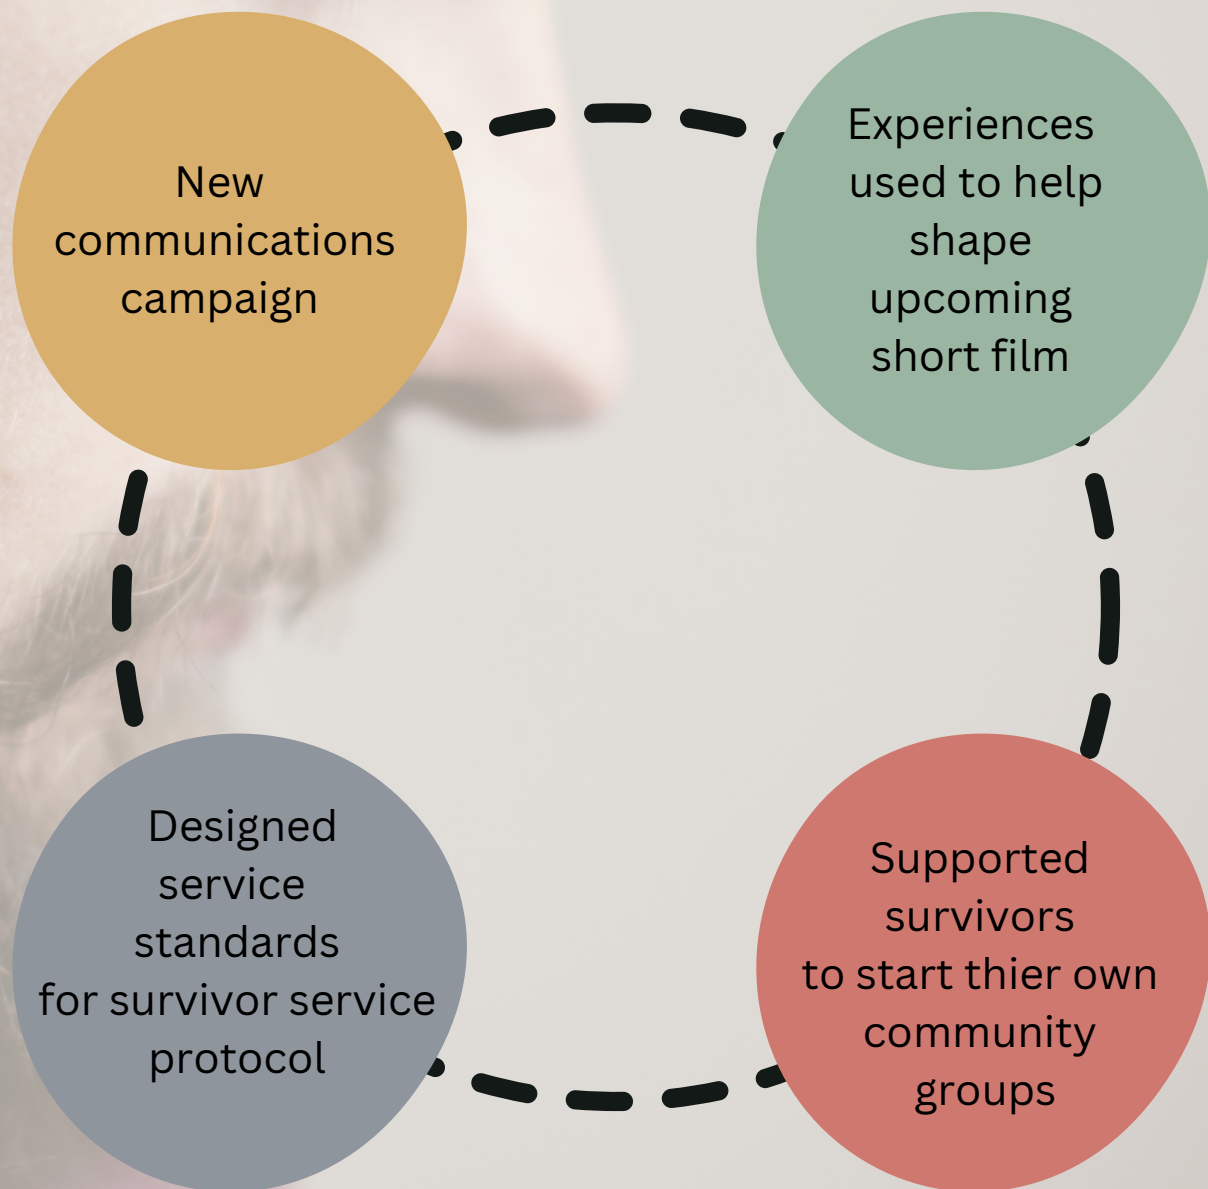 New
communications
campaign
Experiences
used to help
shape
upcoming
short film
Designed
service
standards
for survivor service
protocol
Supported
survivors
to start thier own
community
groups